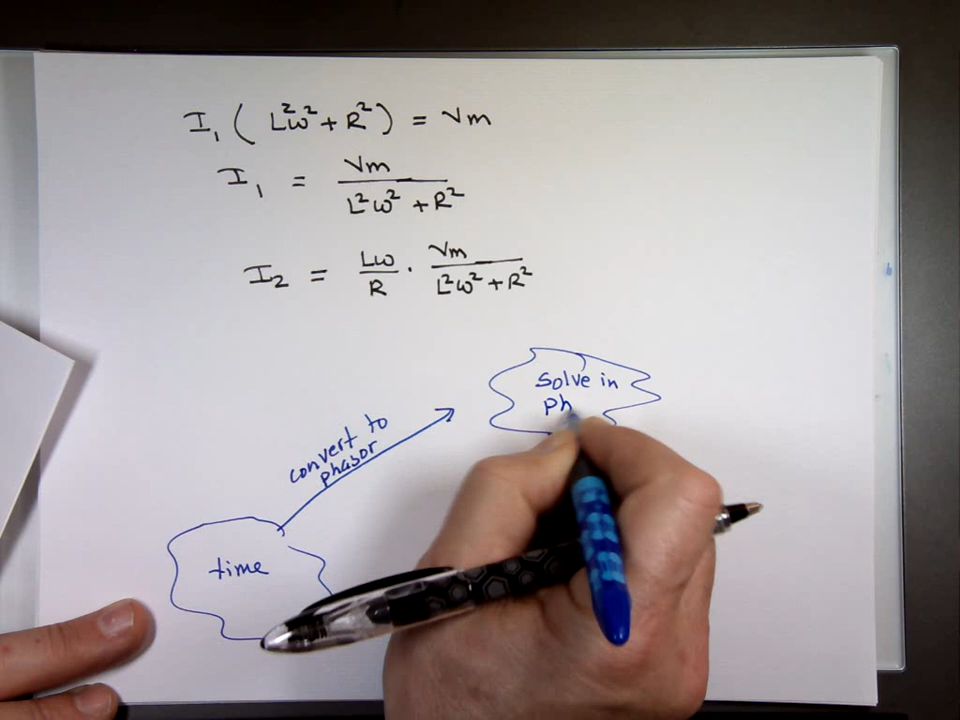 I₁ ( L²ω² + R² ) = Vm
I₁ = Vm / (L²ω² + R²)
I₂ = Lω/R · Vm / (L²ω² + R²)
convert to
phasor
Solve in
Ph
time